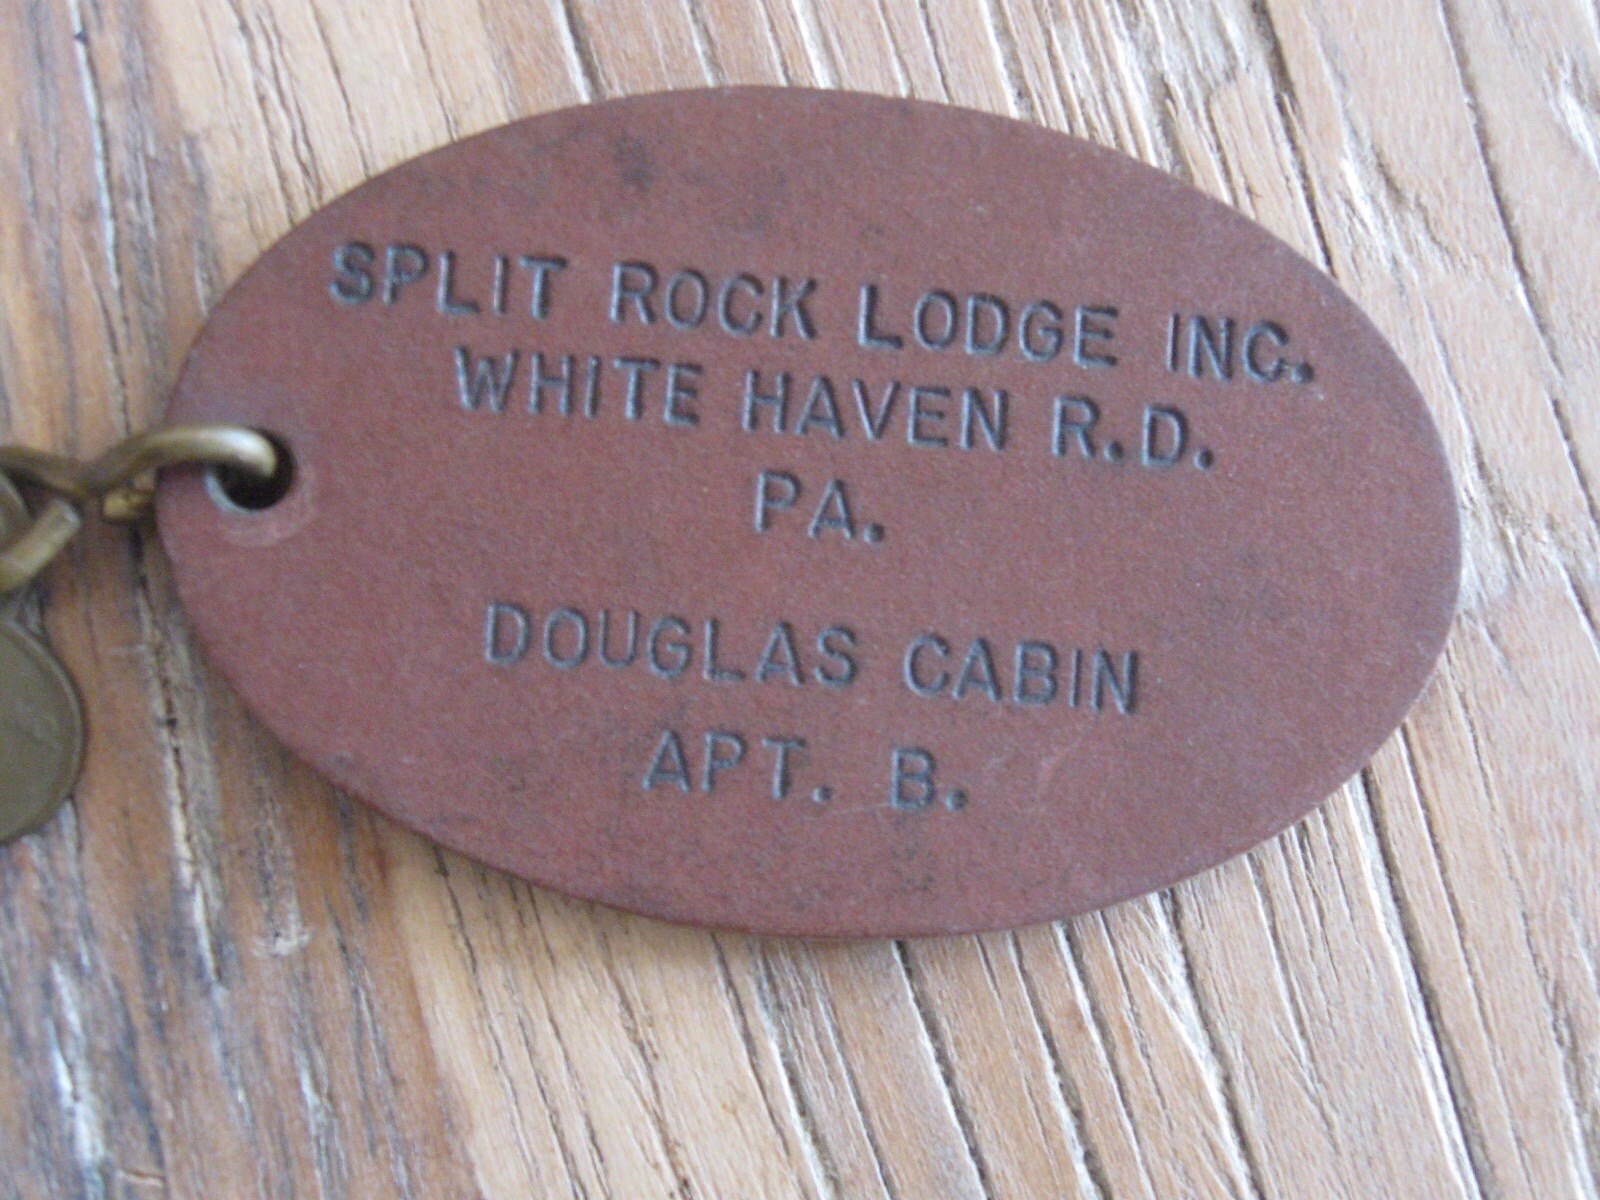 SPLIT ROCK LODGE INC.
WHITE HAVEN R.D.
PA.
DOUGLAS CABIN
APT. B.